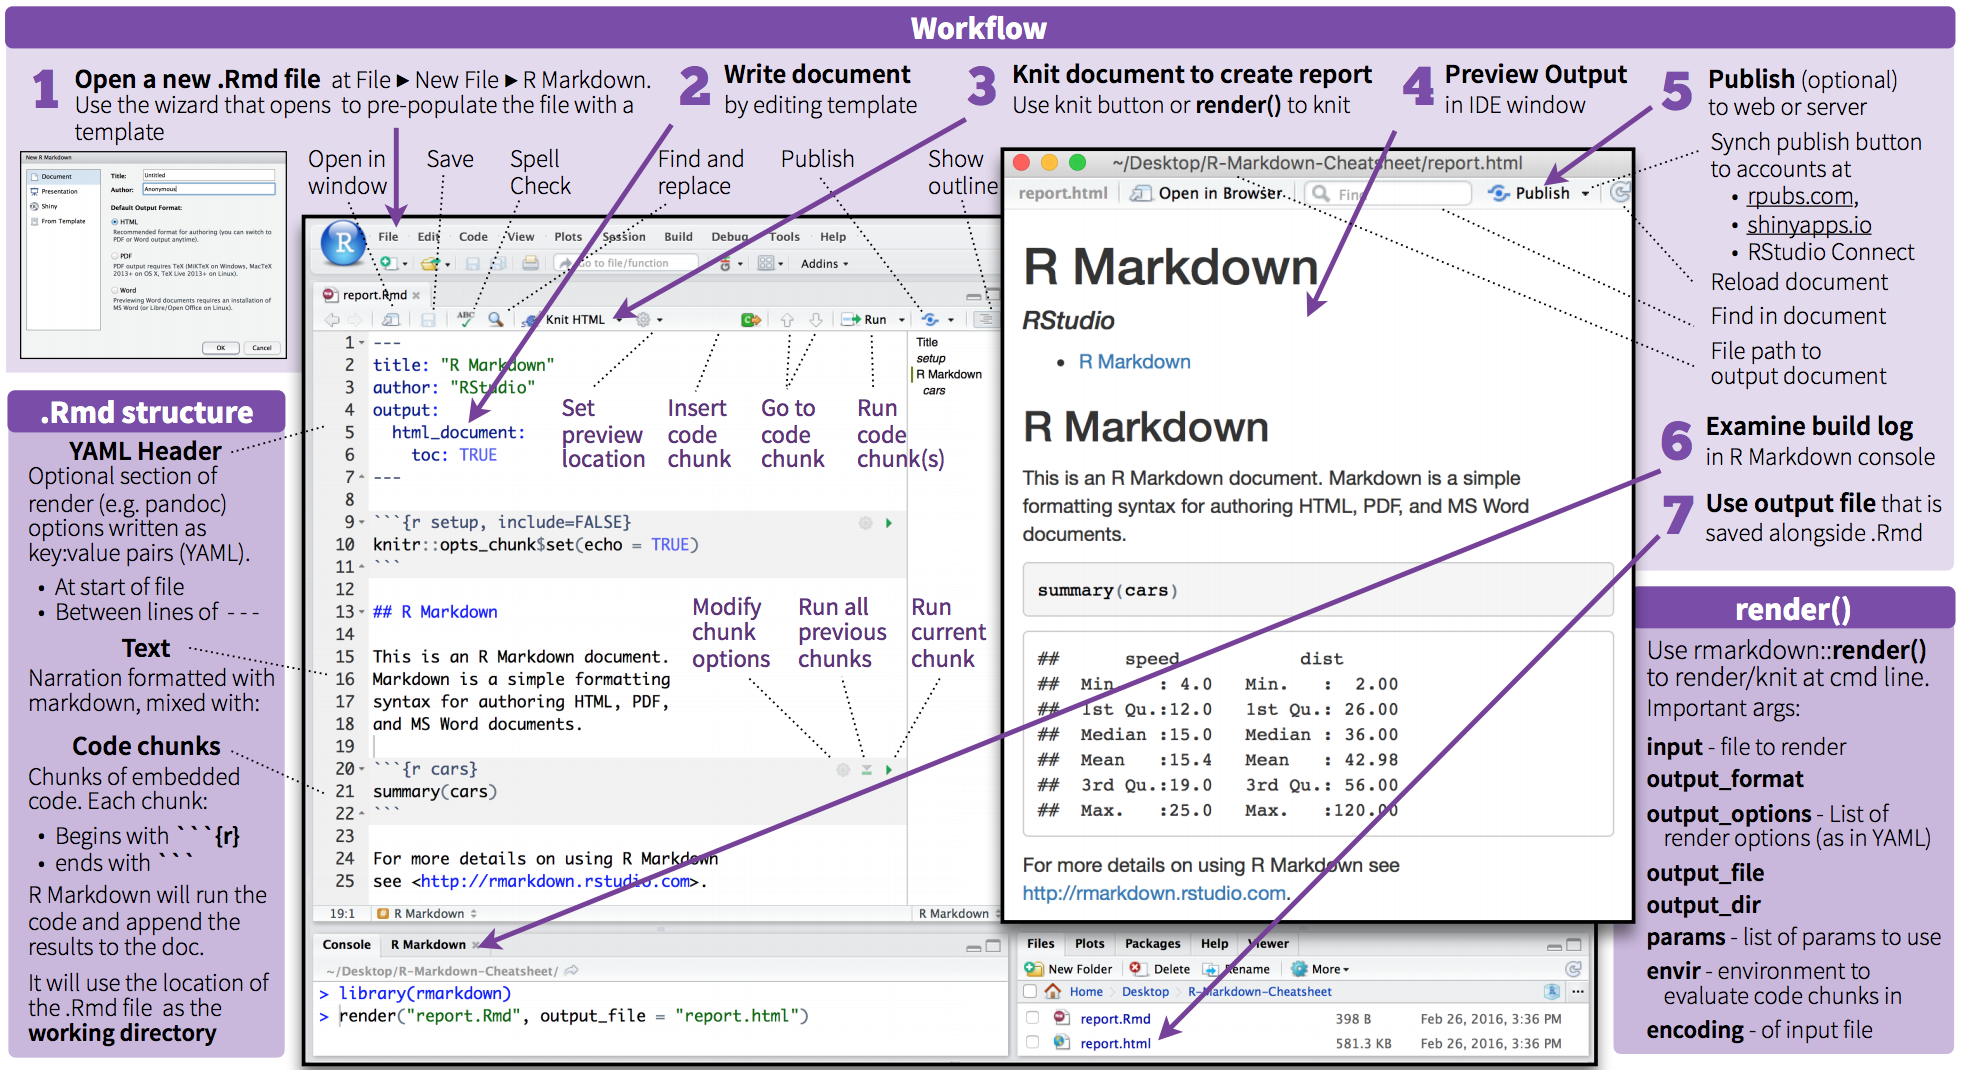 Workflow
1 Open a new .Rmd file at File ▶ New File ▶ R Markdown.
Use the wizard that opens to pre-populate the file with a
template
2 Write document
by editing template
3 Knit document to create report
Use knit button or render() to knit
4 Preview Output
in IDE window
5 Publish (optional)
to web or server
Synch publish button
to accounts at
• rpubs.com,
• shinyapps.io
• RStudio Connect
Reload document
Find in document
File path to
output document
6 Examine build log
in R Markdown console
7 Use output file that is
saved alongside .Rmd
New R Markdown
Document
Presentation
Shiny
From Template
Title: Untitled
Author: Anonymous
Default Output Format:
HTML
Recommended format for authoring (you can switch to
PDF or Word output anytime).
PDF
PDF output requires TeX (MiKTeX on Windows, MacTeX
2013+ on OS X, TeX Live 2013+ on Linux).
Word
Previewing Word documents requires an installation of
MS Word (or Libre/Open Office on Linux).
OK Cancel
Open in
window
Save
Spell
Check
Find and
replace
Publish
Show
outline
R File Edit Code View Plots Session Build Debug Tools Help
Go to file/function Addins
report.Rmd
ABC Knit HTML Run
1 ---
2 title: "R Markdown"
3 author: "RStudio"
4 output:
5 html_document:
6 toc: TRUE
7 ---
8
9 ```{r setup, include=FALSE}
10 knitr::opts_chunk$set(echo = TRUE)
11 ```
12
13 ## R Markdown
14
15 This is an R Markdown document.
16 Markdown is a simple formatting
17 syntax for authoring HTML, PDF,
18 and MS Word documents.
19
20 ```{r cars}
21 summary(cars)
22 ```
23
24 For more details on using R Markdown
25 see <http://rmarkdown.rstudio.com>.
Title
setup
R Markdown
cars
Set
preview
location
Insert
code
chunk
Go to
code
chunk
Run
code
chunk(s)
Modify
chunk
options
Run all
previous
chunks
Run
current
chunk
19:1 # R Markdown R Markdown
Console R Markdown
~/Desktop/R-Markdown-Cheatsheet/
> library(rmarkdown)
> render("report.Rmd", output_file = "report.html")
~/Desktop/R-Markdown-Cheatsheet/report.html
report.html Open in Browser Find Publish
R Markdown
RStudio
• R Markdown
R Markdown
This is an R Markdown document. Markdown is a simple
formatting syntax for authoring HTML, PDF, and MS Word
documents.
summary(cars)
## speed dist
## Min. : 4.0 Min. : 2.00
## 1st Qu.:12.0 1st Qu.: 26.00
## Median :15.0 Median : 36.00
## Mean :15.4 Mean : 42.98
## 3rd Qu.:19.0 3rd Qu.: 56.00
## Max. :25.0 Max. :120.00
For more details on using R Markdown see
http://rmarkdown.rstudio.com.
Files Plots Packages Help Viewer
New Folder Delete Rename More
Home Desktop R-Markdown-Cheatsheet ...
report.Rmd 398 B Feb 26, 2016, 3:36 PM
report.html 581.3 KB Feb 26, 2016, 3:36 PM
.Rmd structure
YAML Header
Optional section of
render (e.g. pandoc)
options written as
key:value pairs (YAML).
• At start of file
• Between lines of - - -
Text
Narration formatted with
markdown, mixed with:
Code chunks
Chunks of embedded
code. Each chunk:
• Begins with ```{r}
• ends with ```
R Markdown will run the
code and append the
results to the doc.
It will use the location of
the .Rmd file as the
working directory
render()
Use rmarkdown::render()
to render/knit at cmd line.
Important args:
input - file to render
output_format
output_options - List of
render options (as in YAML)
output_file
output_dir
params - list of params to use
envir - environment to
evaluate code chunks in
encoding - of input file